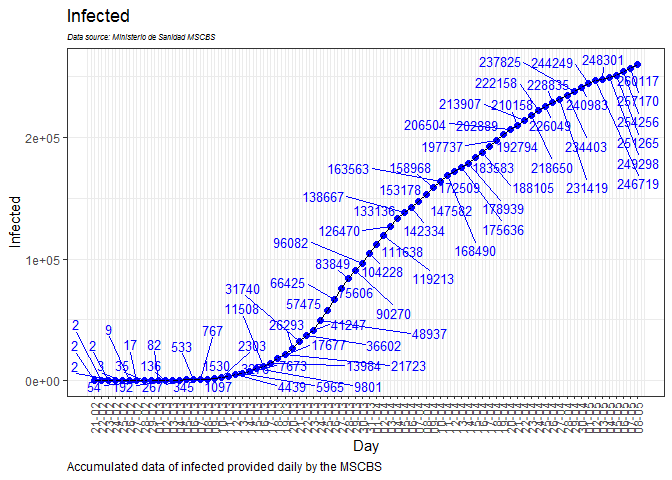 Infected
Data source: Ministerio de Sanidad MSCBS
237825 244249 248301
222158 228835 260117
213907 210158 240983 257170
206504 202889 226049 254256
197737 192794 234403 251265
163563 158968 183583 218650 249298
153178 172509 188105 231419 246719
138667 133136 147582 178939
126470 142334 175636
96082 111638 168490
83849 104228 119213
66425 75606
31740 57475 90270
11508 26293 41247 48937
2 9 17 82 533 767 2303 17677 36602
2 2 3 35 136 1530 7673 13984 21723
2 54 192 267 345 1097 4439 5965 9801
2e+05
1e+05
0e+00
Infected
Day
Accumulated data of infected provided daily by the MSCBS